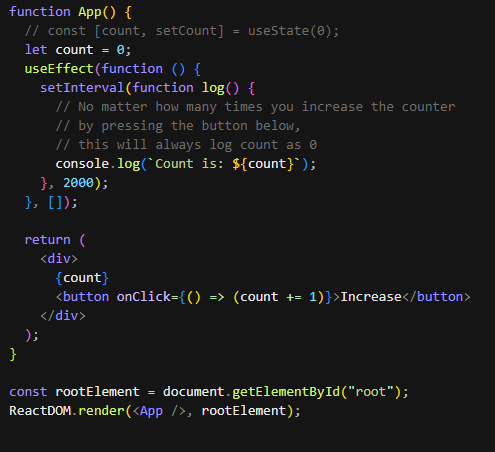 function App() {
  // const [count, setCount] = useState(0);
  let count = 0;
  useEffect(function () {
    setInterval(function log() {
      // No matter how many times you increase the counter
      // by pressing the button below,
      // this will always log count as 0
      console.log(`Count is: ${count}`);
    }, 2000);
  }, []);

  return (
    <div>
      {count}
      <button onClick={() => (count += 1)}>Increase</button>
    </div>
  );
}

const rootElement = document.getElementById("root");
ReactDOM.render(<App />, rootElement);